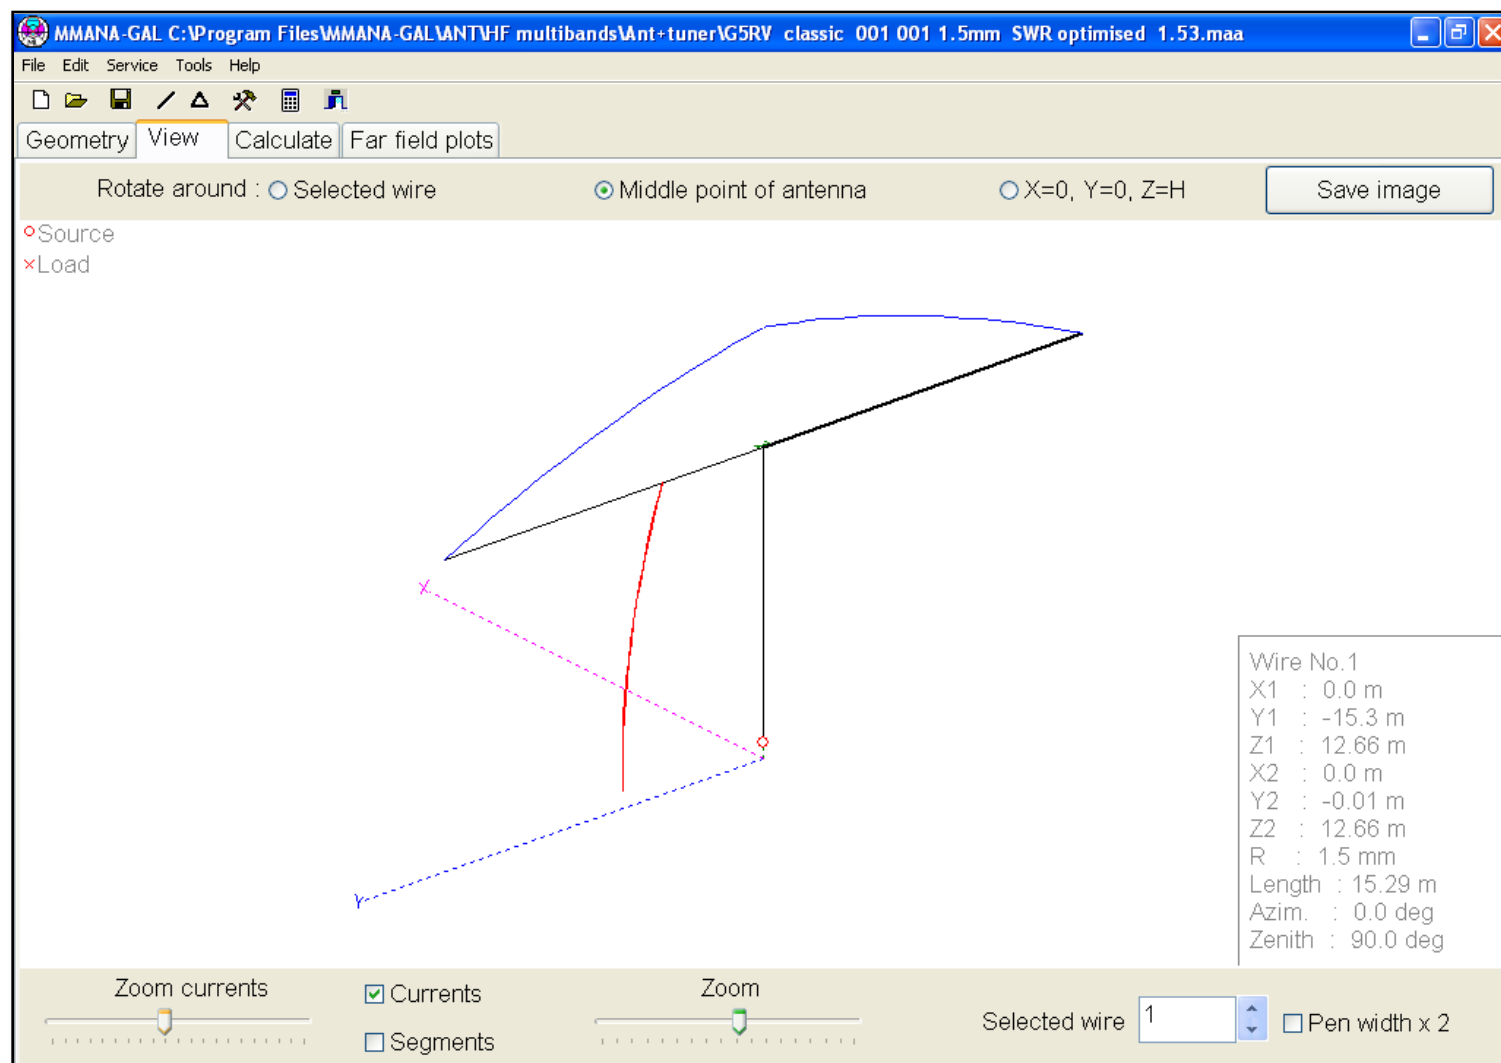 MMANA-GAL C:\Program Files\MMANA-GAL\ANT\HF multibands\Ant+tuner\G5RV classic 001 001 1.5mm SWR optimised 1.53.maa
File Edit Service Tools Help
Geometry View Calculate Far field plots
Rotate around : Selected wire Middle point of antenna X=0, Y=0, Z=H Save image
Source
Load
X
Y
Wire No.1
X1 : 0.0 m
Y1 : -15.3 m
Z1 : 12.66 m
X2 : 0.0 m
Y2 : -0.01 m
Z2 : 12.66 m
R : 1.5 mm
Length : 15.29 m
Azim. : 0.0 deg
Zenith : 90.0 deg
Zoom currents Currents Zoom
Segments
Selected wire 1 Pen width x 2